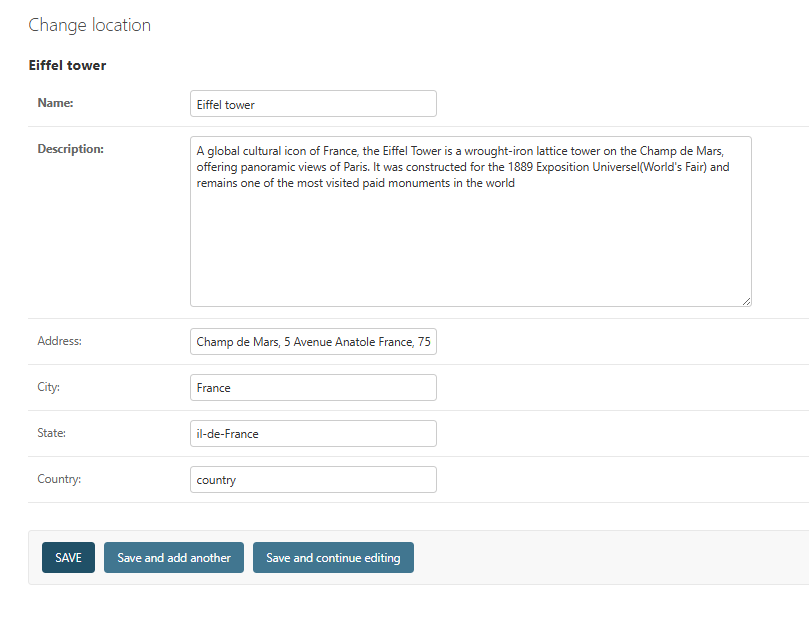 Change location
Eiffel tower
Name:
Eiffel tower
Description:
A global cultural icon of France, the Eiffel Tower is a wrought-iron lattice tower on the Champ de Mars,
offering panoramic views of Paris. It was constructed for the 1889 Exposition Universel(World's Fair) and
remains one of the most visited paid monuments in the world
Address:
Champ de Mars, 5 Avenue Anatole France, 75
City:
France
State:
il-de-France
Country:
country
SAVE
Save and add another
Save and continue editing